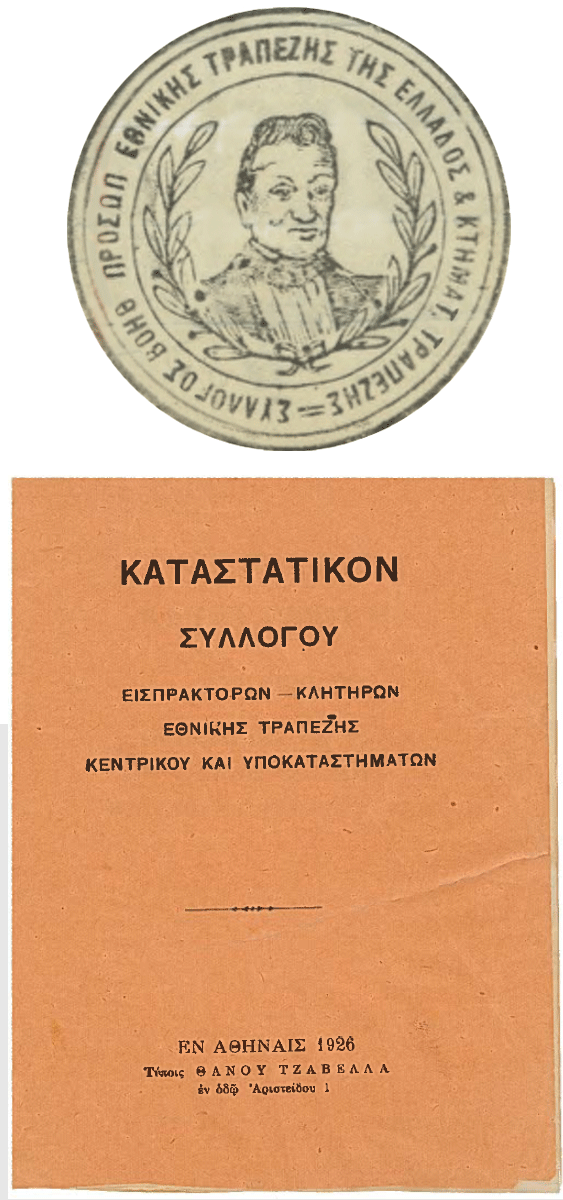 ΣΥΛΛΟΓΟΣ ΒΟΗΘ ΠΡΟΣΩΠ ΕΘΝΙΚΗΣ ΤΡΑΠΕΖΗΣ ΤΗΣ ΕΛΛΑΔΟΣ & ΚΤΗΜΑΤ. ΤΡΑΠΕΖΗΣ =
ΚΑΤΑΣΤΑΤΙΚΟΝ
ΣΥΛΛΟΓΟΥ
ΕΙΣΠΡΑΚΤΟΡΩΝ — ΚΛΗΤΗΡΩΝ
ΕΘΝΙΚΗΣ ΤΡΑΠΕΖΗΣ
ΚΕΝΤΡΙΚΟΥ ΚΑΙ ΥΠΟΚΑΤΑΣΤΗΜΑΤΩΝ
ΕΝ ΑΘΗΝΑΙΣ 1926
Τύποις ΘΑΝΟΥ ΤΖΑΒΕΛΛΑ
ἐν ὁδῷ Ἀριστείδου 1